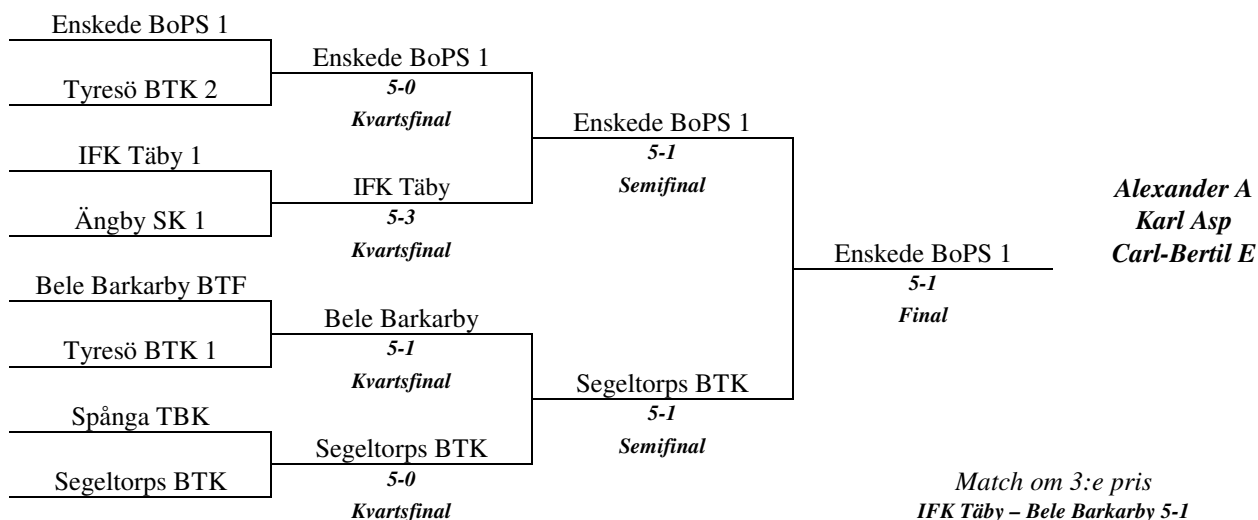 Enskede BoPS 1
Enskede BoPS 1
Tyresö BTK 2
5-0
Kvartsfinal
Enskede BoPS 1
IFK Täby 1
5-1
IFK Täby
Semifinal
Alexander A
Ängby SK 1
5-3
Karl Asp
Kvartsfinal
Enskede BoPS 1
Carl-Bertil E
Bele Barkarby BTF
5-1
Bele Barkarby
Final
Tyresö BTK 1
5-1
Kvartsfinal
Segeltorps BTK
Spånga TBK
5-1
Segeltorps BTK
Semifinal
Segeltorps BTK
5-0
Match om 3:e pris
Kvartsfinal
IFK Täby – Bele Barkarby 5-1